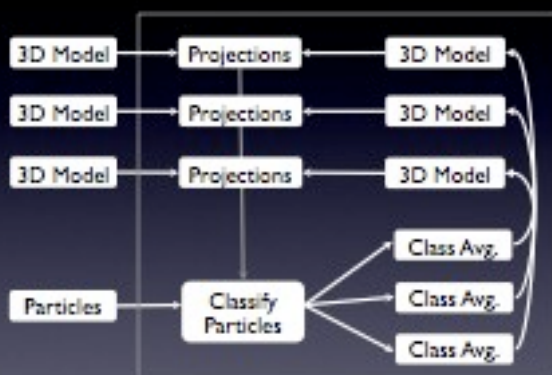 3D Model Projections 3D Model
3D Model Projections 3D Model
3D Model Projections 3D Model
Class Avg.
Particles
Classify
Particles
Class Avg.
Class Avg.